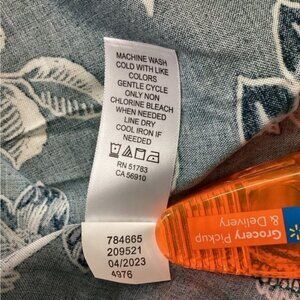 MACHINE WASH
COLD WITH LIKE
COLORS
GENTLE CYCLE
ONLY NON
CHLORINE BLEACH
WHEN NEEDED
LINE DRY
COOL IRON IF
NEEDED
RN 51783
CA 56910
784665
209521
04/2023
4976
Grocery Pickup
& Delivery